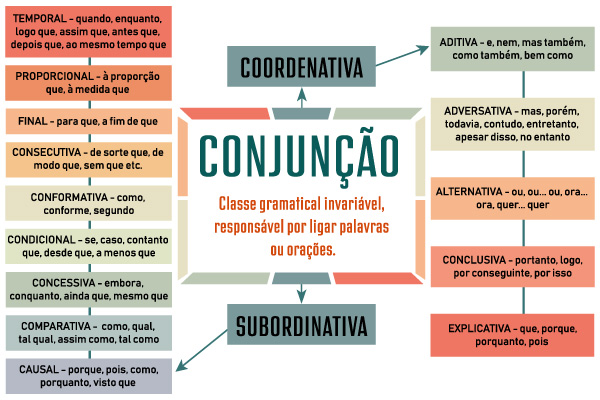 CONJUNÇÃO
Classe gramatical invariável,
responsável por ligar palavras
ou orações.
COORDENATIVA
ADITIVA - e, nem, mas também,
como também, bem como
ADVERSATIVA - mas, porém,
todavia, contudo, entretanto,
apesar disso, no entanto
ALTERNATIVA - ou, ou... ou, ora...
ora, quer... quer
CONCLUSIVA - portanto, logo,
por conseguinte, por isso
EXPLICATIVA - que, porque,
porquanto, pois
SUBORDINATIVA
TEMPORAL - quando, enquanto,
logo que, assim que, antes que,
depois que, ao mesmo tempo que
PROPORCIONAL - à proporção
que, à medida que
FINAL - para que, a fim de que
CONSECUTIVA - de sorte que, de
modo que, sem que etc.
CONFORMATIVA - como,
conforme, segundo
CONDICIONAL - se, caso, contanto
que, desde que, a menos que
CONCESSIVA - embora,
conquanto, ainda que, mesmo que
COMPARATIVA - como, qual,
tal qual, assim como, tal como
CAUSAL - porque, pois, como,
porquanto, visto que